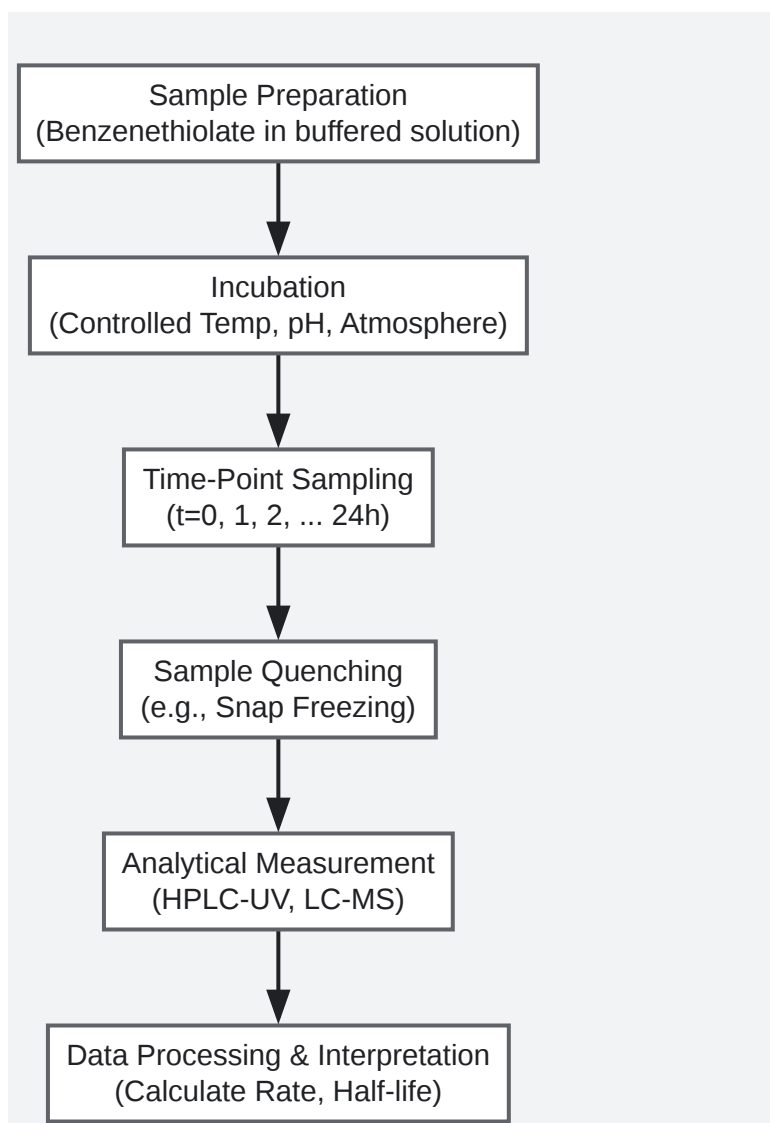 Sample Preparation
(Benzenethiolate in buffered solution)
Incubation
(Controlled Temp, pH, Atmosphere)
Time-Point Sampling
(t=0, 1, 2, ... 24h)
Sample Quenching
(e.g., Snap Freezing)
Analytical Measurement
(HPLC-UV, LC-MS)
Data Processing & Interpretation
(Calculate Rate, Half-life)